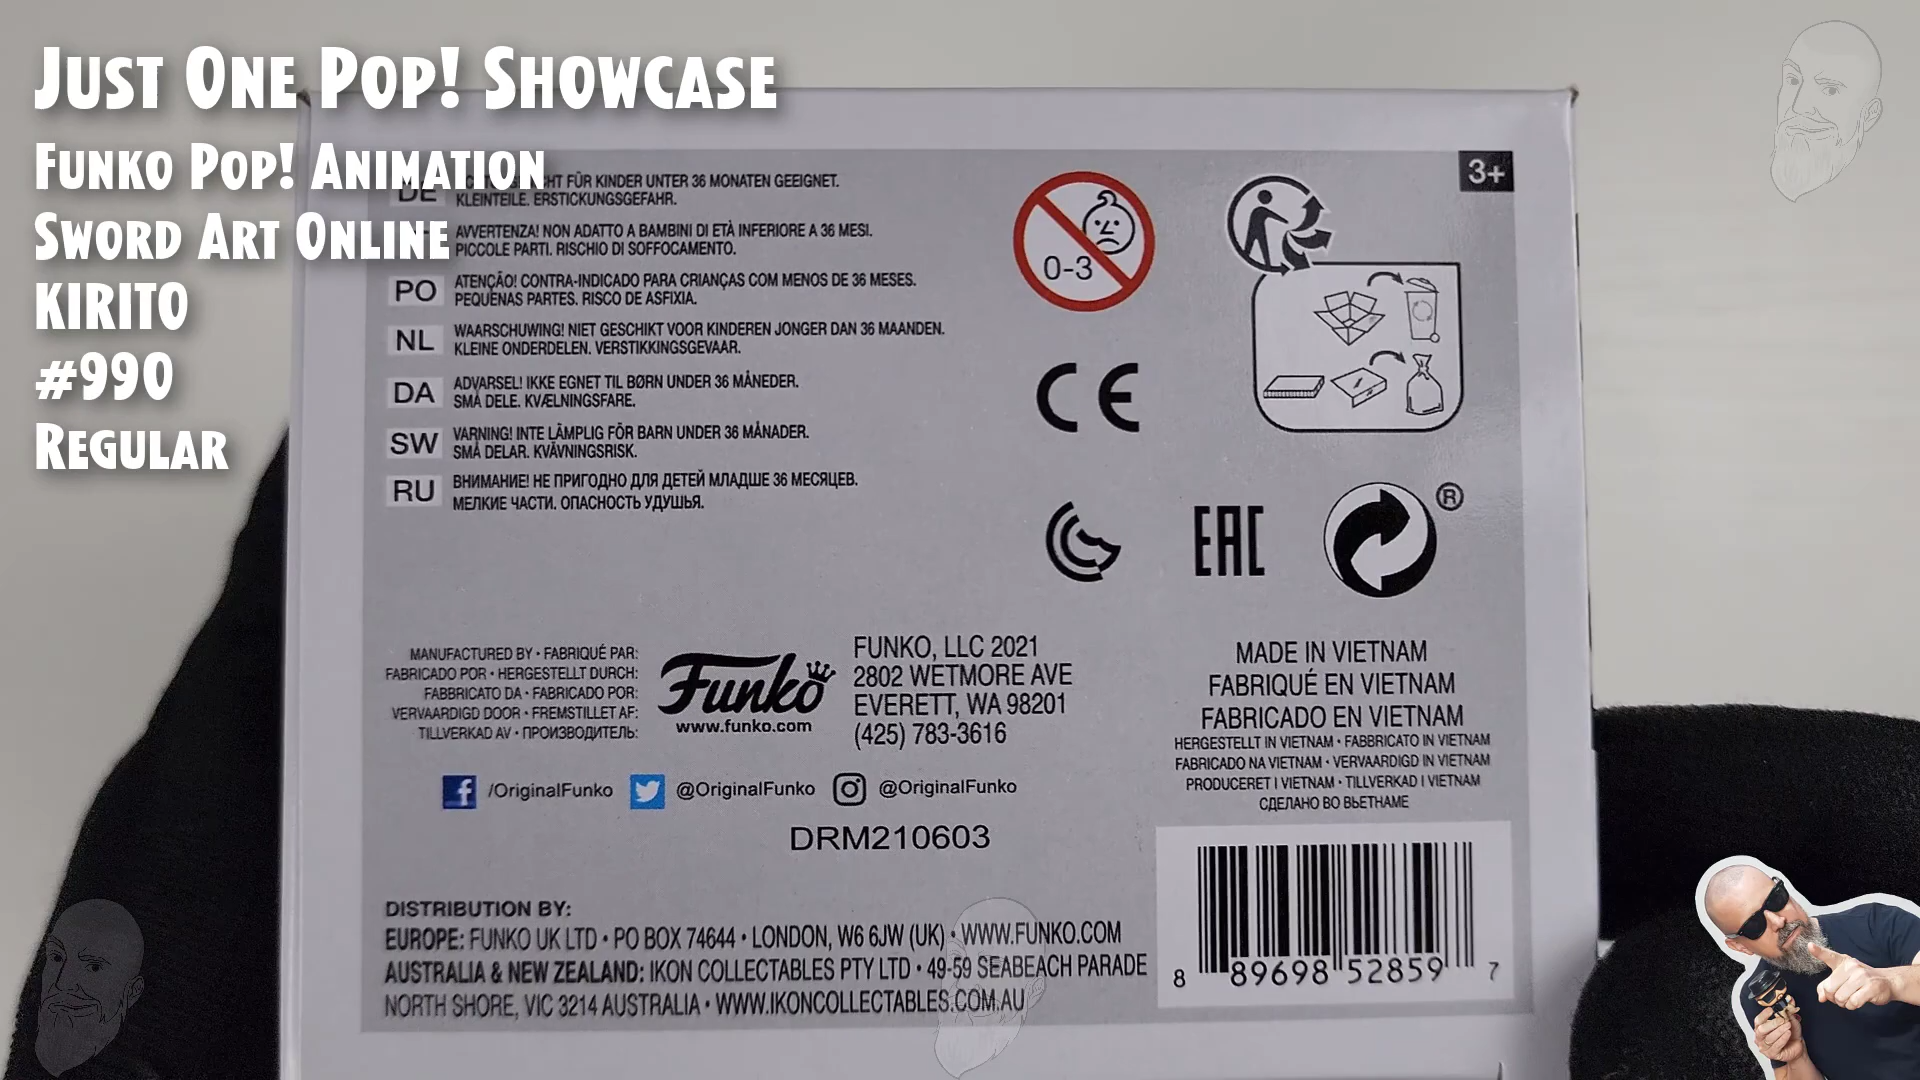 Just One Pop! Showcase
Funko Pop! Animation
Sword Art Online
KIRITO
#990
Regular
DE
FÜR KINDER UNTER 36 MONATEN GEEIGNET.
KLEINTEILE. ERSTICKUNGSGEFAHR.
AVVERTENZA! NON ADATTO A BAMBINI DI ETÀ INFERIORE A 36 MESI.
PICCOLE PARTI. RISCHIO DI SOFFOCAMENTO.
PO
ATENÇÃO! CONTRA-INDICADO PARA CRIANÇAS COM MENOS DE 36 MESES.
PEQUENAS PARTES. RISCO DE ASFIXIA.
NL
WAARSCHUWING! NIET GESCHIKT VOOR KINDEREN JONGER DAN 36 MAANDEN.
KLEINE ONDERDELEN. VERSTIKKINGSGEVAAR.
DA
ADVARSEL! IKKE EGNET TIL BØRN UNDER 36 MÅNEDER.
SMÅ DELE. KVÆLNINGSFARE.
SW
VARNING! INTE LÄMPLIG FÖR BARN UNDER 36 MÅNADER.
SMÅ DELAR. KVÄVNINGSRISK.
RU
ВНИМАНИЕ! НЕ ПРИГОДНО ДЛЯ ДЕТЕЙ МЛАДШЕ 36 МЕСЯЦЕВ.
МЕЛКИЕ ЧАСТИ. ОПАСНОСТЬ УДУШЬЯ.
3+
0-3
CE
EAC
®
MANUFACTURED BY • FABRIQUÉ PAR:
FABRICADO POR • HERGESTELLT DURCH:
FABBRICATO DA • FABRICADO POR:
VERVAARDIGD DOOR • FREMSTILLET AF:
TILLVERKAD AV • ПРОИЗВОДИТЕЛЬ:
Funko
www.funko.com
FUNKO, LLC 2021
2802 WETMORE AVE
EVERETT, WA 98201
(425) 783-3616
MADE IN VIETNAM
FABRIQUÉ EN VIETNAM
FABRICADO EN VIETNAM
HERGESTELLT IN VIETNAM • FABBRICATO IN VIETNAM
FABRICADO NA VIETNAM • VERVAARDIGD IN VIETNAM
PRODUCERET I VIETNAM • TILLVERKAD I VIETNAM
СДЕЛАНО ВО ВЬЕТНАМЕ
/OriginalFunko @OriginalFunko @OriginalFunko
DRM210603
DISTRIBUTION BY:
EUROPE: FUNKO UK LTD • PO BOX 74644 • LONDON, W6 6JW (UK) • WWW.FUNKO.COM
AUSTRALIA & NEW ZEALAND: IKON COLLECTABLES PTY LTD • 49-59 SEABEACH PARADE
NORTH SHORE, VIC 3214 AUSTRALIA • WWW.IKONCOLLECTABLES.COM.AU
8 89698 52859 7